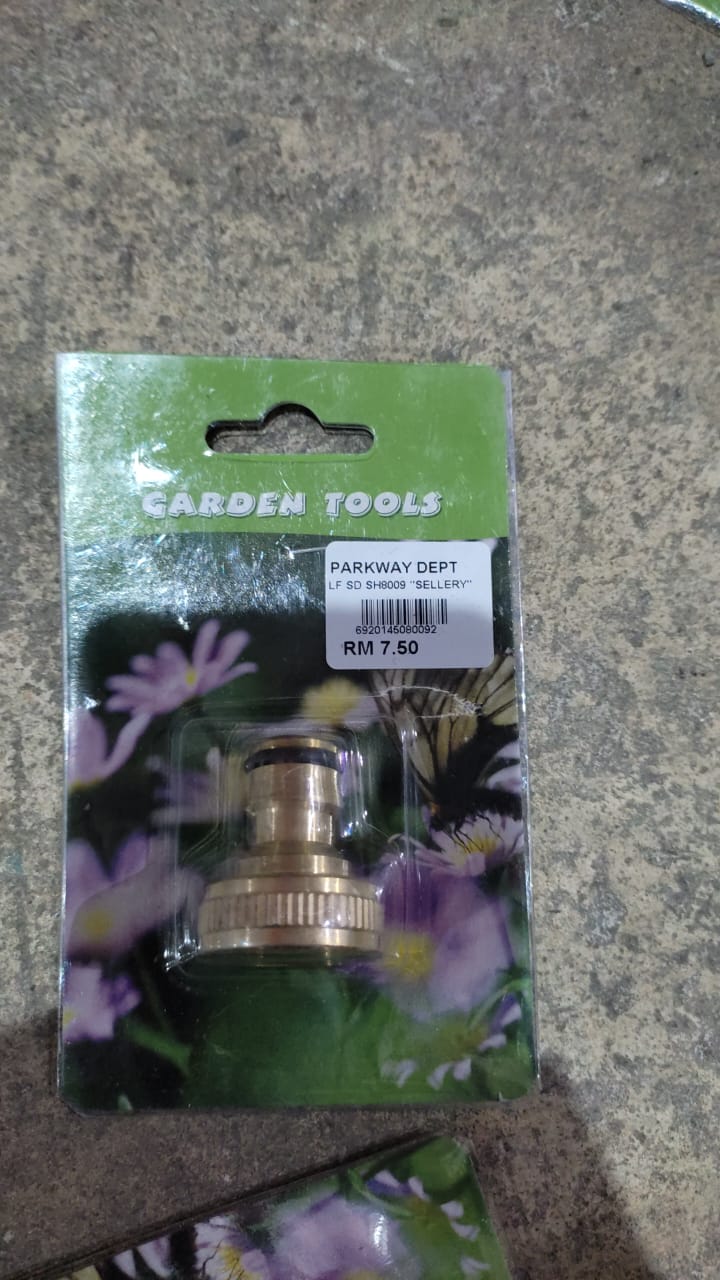 GARDEN TOOLS
PARKWAY DEPT
LF SD SH8009 "SELLERY"
6920145080092
RM 7.50